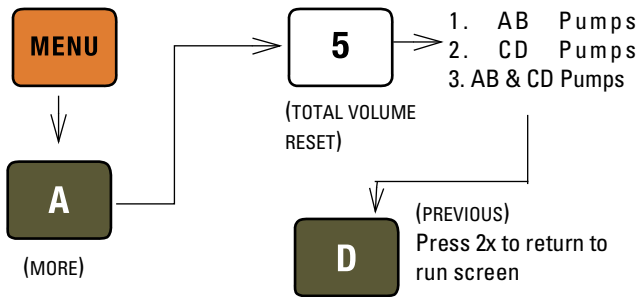 MENU
A
(MORE)
5
(TOTAL VOLUME
RESET)
1. AB Pumps
2. CD Pumps
3. AB & CD Pumps
D
(PREVIOUS)
Press 2x to return to
run screen